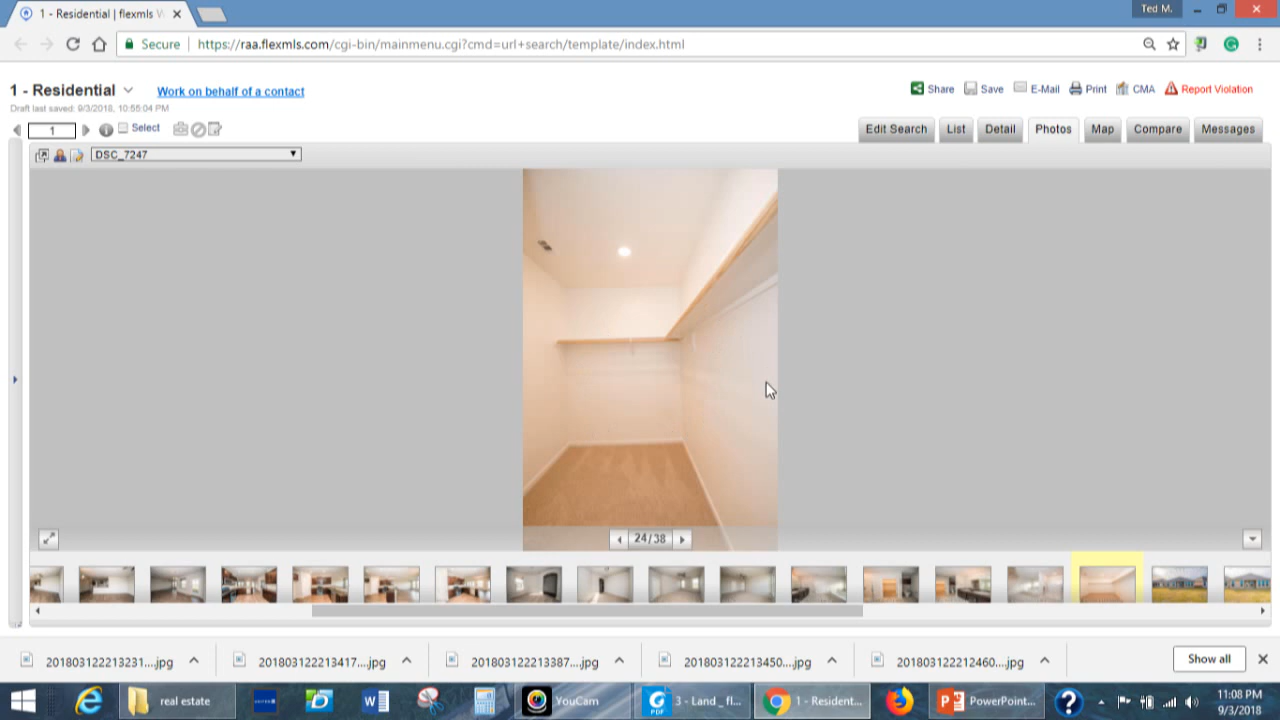 1 - Residential | flexmls W
Ted M.
Secure
https://raa.flexmls.com/cgi-bin/mainmenu.cgi?cmd=url+search/template/index.html
1 - Residential
Work on behalf of a contact
Share Save E-Mail Print CMA Report Violation
Draft last saved: 9/3/2018, 10:55:04 PM
1 Select
Edit Search List Detail Photos Map Compare Messages
DSC_7247
24/38
201803122213231....jpg 201803122213417....jpg 201803122213387....jpg 201803122213450....jpg 201803122212460....jpg Show all
real estate YouCam PDF 3 - Land _ fl... 1 - Resident... PowerPoint...
11:08 PM
9/3/2018